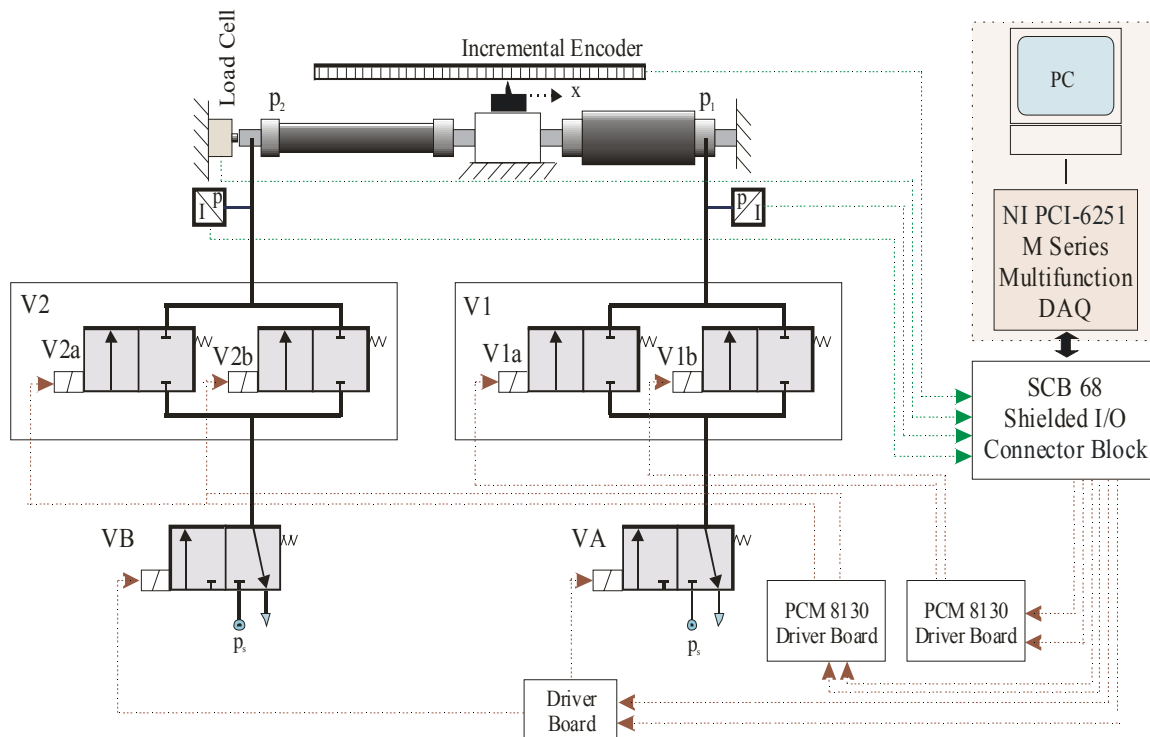 Incremental Encoder
Load Cell
x
PC
p2
p1
p
I
p
I
NI PCI-6251
M Series
Multifunction
DAQ
V2
V1
V2a
V2b
V1a
V1b
SCB 68
Shielded I/O
Connector Block
VB
VA
ps
ps
PCM 8130
Driver Board
PCM 8130
Driver Board
Driver
Board